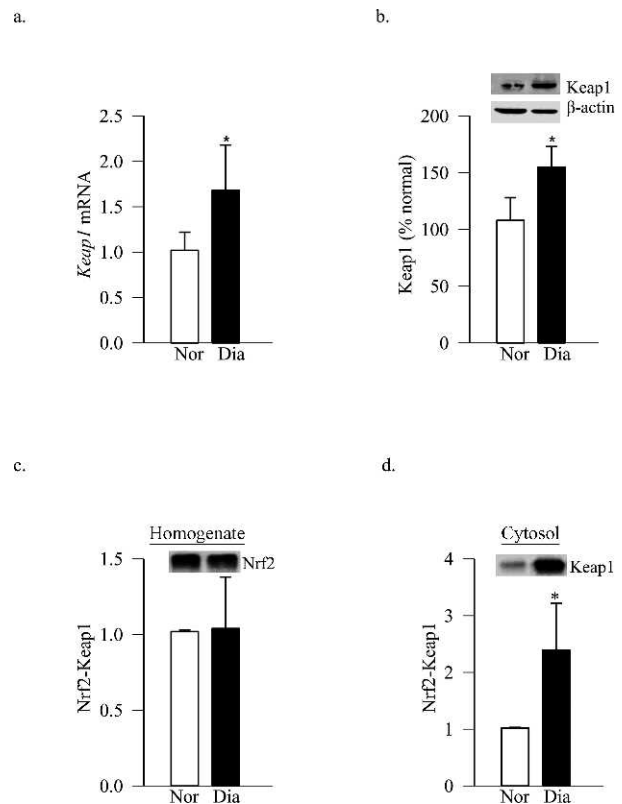 a.
2.5
2.0
1.5
1.0
1.5
0.0
Keap1 mRNA
*
Nor Dia
b.
Keap1
β-actin
200
150
100
50
0
Keap1 (% normal)
*
Nor Dia
c.
Homogenate
Nrf2
1.5
1.0
0.5
0.0
Nrf2-Keap1
Nor Dia
d.
Cytosol
Keap1
4
3
2
1
0
Nrf2-Keap1
*
Nor Dia